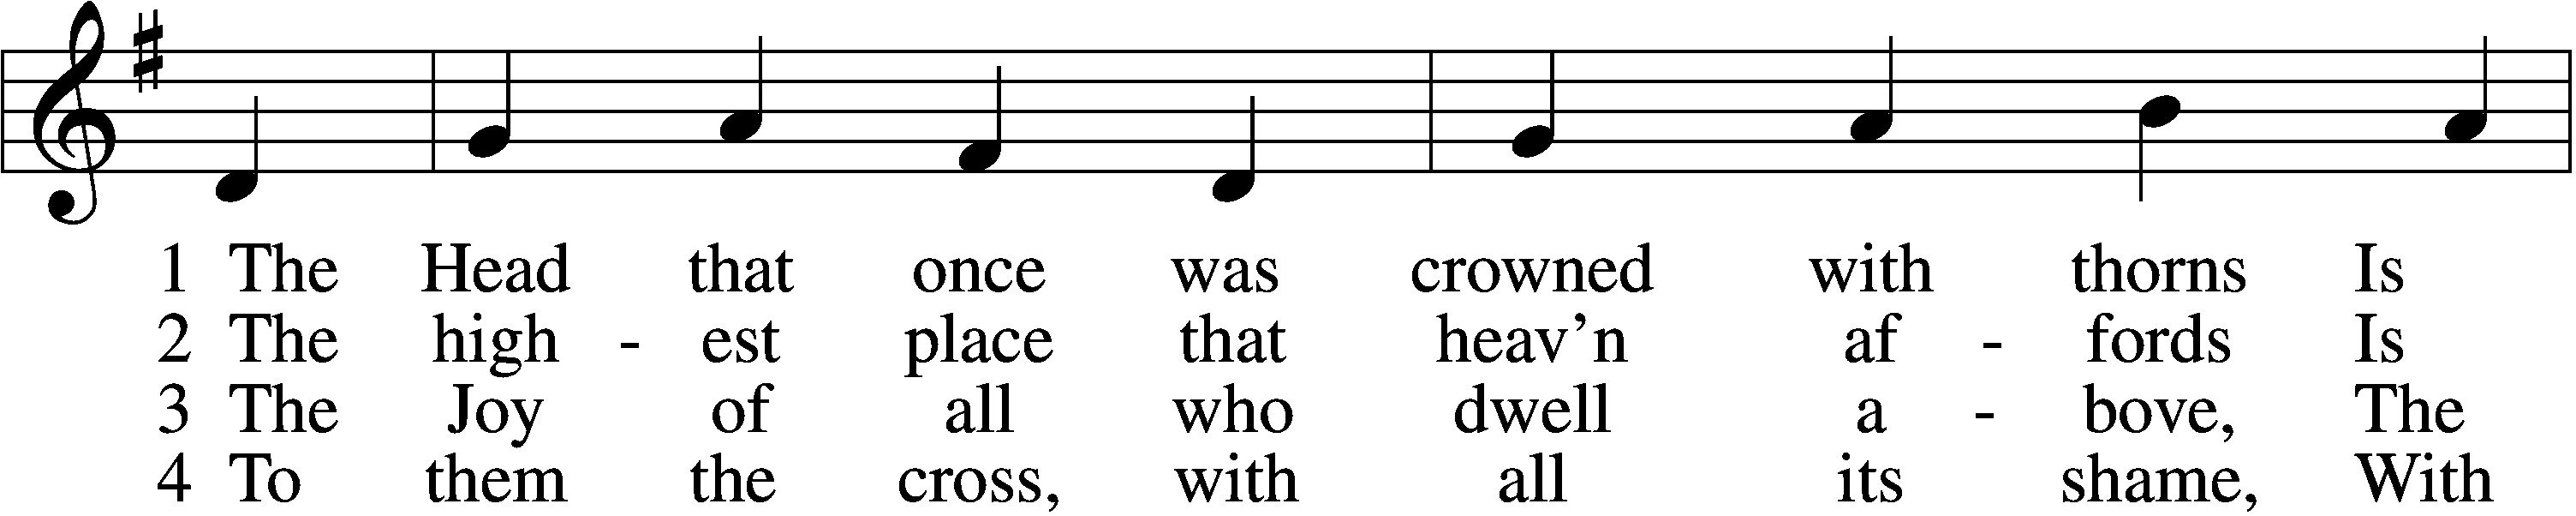 1 The Head that once was crowned with thorns Is
2 The high - est place that heav’n af - fords Is
3 The Joy of all who dwell a - bove, The
4 To them the cross, with all its shame, With